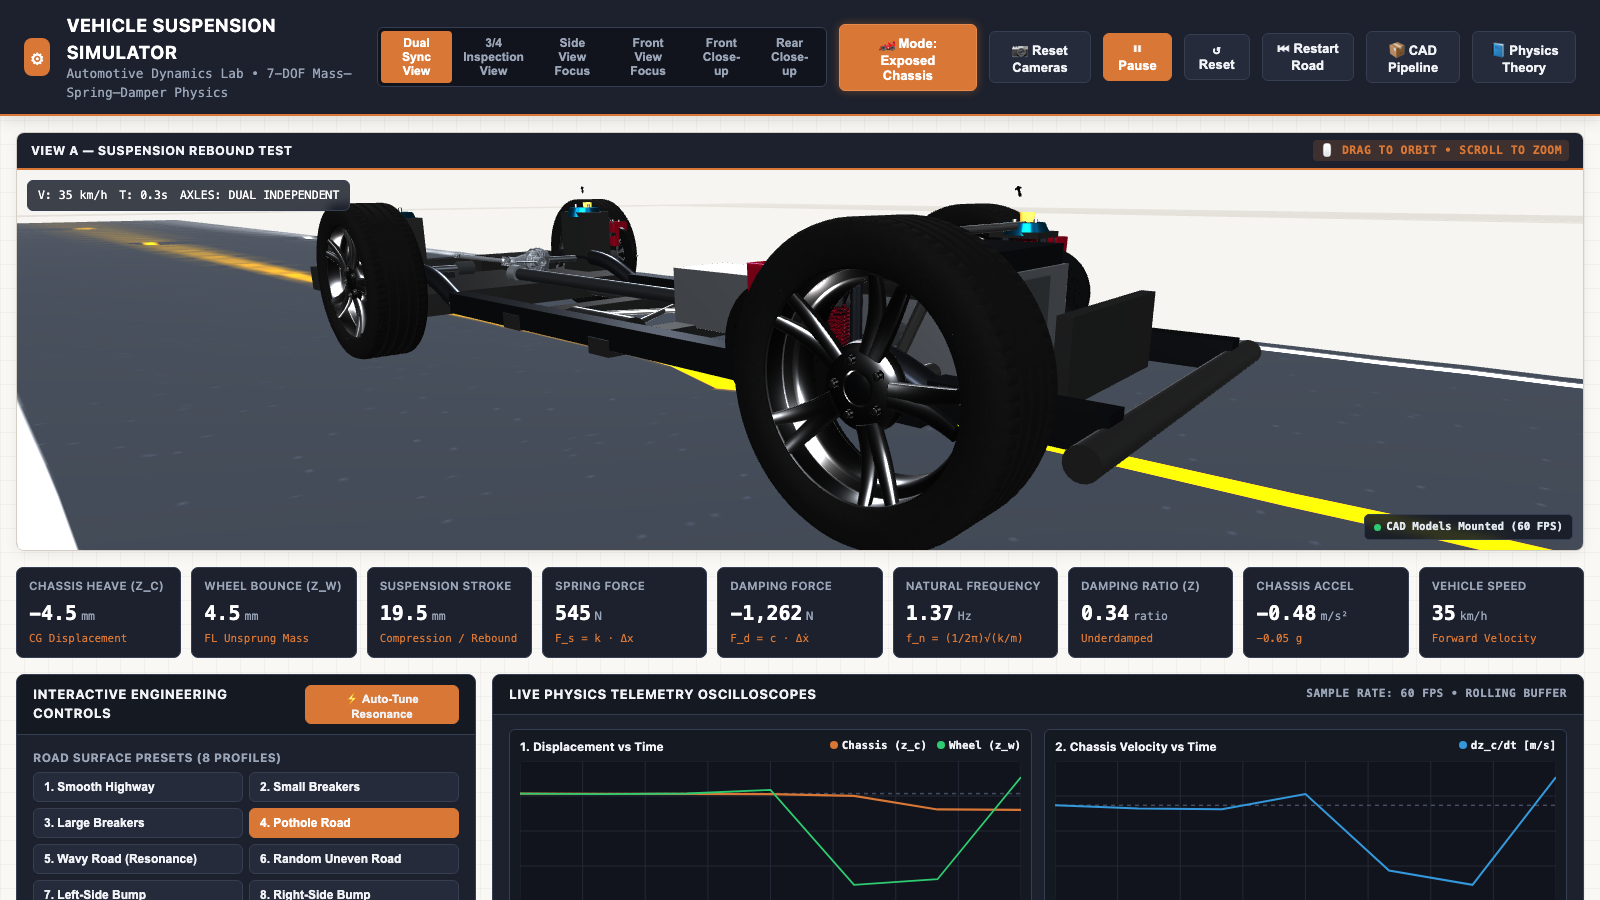 VEHICLE SUSPENSION
SIMULATOR
Automotive Dynamics Lab • 7-DOF Mass–
Spring–Damper Physics
Dual
Sync
View
3/4
Inspection
View
Side
View
Focus
Front
View
Focus
Front
Close-
up
Rear
Close-
up
Mode:
Exposed
Chassis
Reset
Cameras
Pause
Reset
Restart
Road
CAD
Pipeline
Physics
Theory
VIEW A — SUSPENSION REBOUND TEST
DRAG TO ORBIT • SCROLL TO ZOOM
V: 35 km/h T: 0.3s AXLES: DUAL INDEPENDENT
CAD Models Mounted (60 FPS)
CHASSIS HEAVE (Z_C)
−4.5 mm
CG Displacement
WHEEL BOUNCE (Z_W)
4.5 mm
FL Unsprung Mass
SUSPENSION STROKE
19.5 mm
Compression / Rebound
SPRING FORCE
545 N
F_s = k · Δx
DAMPING FORCE
−1,262 N
F_d = c · Δẋ
NATURAL FREQUENCY
1.37 Hz
f_n = (1/2π)√(k/m)
DAMPING RATIO (Ζ)
0.34 ratio
Underdamped
CHASSIS ACCEL
−0.48 m/s²
−0.05 g
VEHICLE SPEED
35 km/h
Forward Velocity
INTERACTIVE ENGINEERING
CONTROLS
⚡ Auto-Tune
Resonance
ROAD SURFACE PRESETS (8 PROFILES)
1. Smooth Highway
2. Small Breakers
3. Large Breakers
4. Pothole Road
5. Wavy Road (Resonance)
6. Random Uneven Road
7. Left-Side Bump
8. Right-Side Bump
LIVE PHYSICS TELEMETRY OSCILLOSCOPES
SAMPLE RATE: 60 FPS • ROLLING BUFFER
1. Displacement vs Time
Chassis (z_c)
Wheel (z_w)
2. Chassis Velocity vs Time
dz_c/dt [m/s]